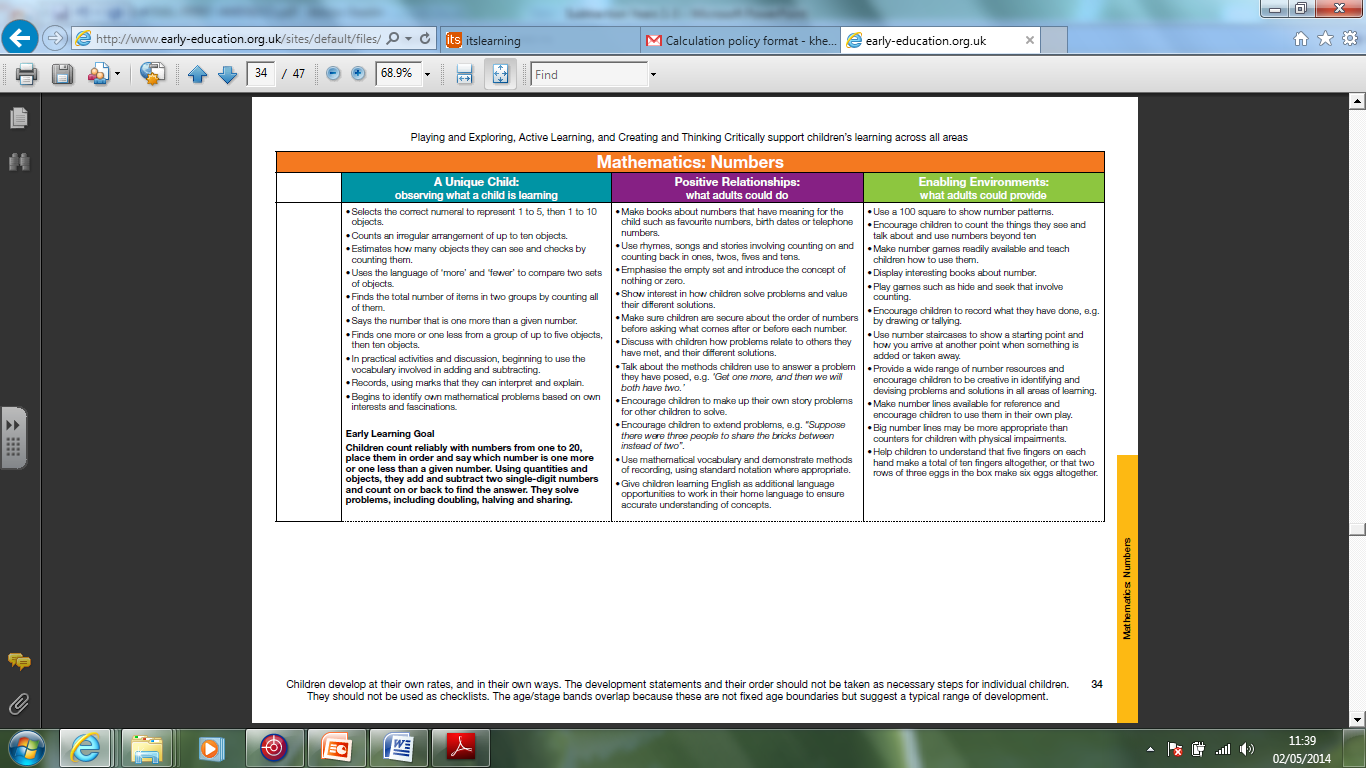 http://www.early-education.org.uk/sites/default/files/
itslearning
Calculation policy format - khe...
early-education.org.uk
34 / 47
68.9%
Find
Playing and Exploring, Active Learning, and Creating and Thinking Critically support children's learning across all areas
Mathematics: Numbers
A Unique Child:
observing what a child is learning
• Selects the correct numeral to represent 1 to 5, then 1 to 10
objects.
• Counts an irregular arrangement of up to ten objects.
• Estimates how many objects they can see and checks by
counting them.
• Uses the language of 'more' and 'fewer' to compare two sets
of objects.
• Finds the total number of items in two groups by counting all
of them.
• Says the number that is one more than a given number.
• Finds one more or one less from a group of up to five objects,
then ten objects.
• In practical activities and discussion, beginning to use the
vocabulary involved in adding and subtracting.
• Records, using marks that they can interpret and explain.
• Begins to identify own mathematical problems based on own
interests and fascinations.
Early Learning Goal
Children count reliably with numbers from one to 20,
place them in order and say which number is one more
or one less than a given number. Using quantities and
objects, they add and subtract two single-digit numbers
and count on or back to find the answer. They solve
problems, including doubling, halving and sharing.
Positive Relationships:
what adults could do
• Make books about numbers that have meaning for the
child such as favourite numbers, birth dates or telephone
numbers.
• Use rhymes, songs and stories involving counting on and
counting back in ones, twos, fives and tens.
• Emphasise the empty set and introduce the concept of
nothing or zero.
• Show interest in how children solve problems and value
their different solutions.
• Make sure children are secure about the order of numbers
before asking what comes after or before each number.
• Discuss with children how problems relate to others they
have met, and their different solutions.
• Talk about the methods children use to answer a problem
they have posed, e.g. 'Get one more, and then we will
both have two.'
• Encourage children to make up their own story problems
for other children to solve.
• Encourage children to extend problems, e.g. "Suppose
there were three people to share the bricks between
instead of two".
• Use mathematical vocabulary and demonstrate methods
of recording, using standard notation where appropriate.
• Give children learning English as additional language
opportunities to work in their home language to ensure
accurate understanding of concepts.
Enabling Environments:
what adults could provide
• Use a 100 square to show number patterns.
• Encourage children to count the things they see and
talk about and use numbers beyond ten
• Make number games readily available and teach
children how to use them.
• Display interesting books about number.
• Play games such as hide and seek that involve
counting.
• Encourage children to record what they have done, e.g.
by drawing or tallying.
• Use number staircases to show a starting point and
how you arrive at another point when something is
added or taken away.
• Provide a wide range of number resources and
encourage children to be creative in identifying and
devising problems and solutions in all areas of learning.
• Make number lines available for reference and
encourage children to use them in their own play.
• Big number lines may be more appropriate than
counters for children with physical impairments.
• Help children to understand that five fingers on each
hand make a total of ten fingers altogether, or that two
rows of three eggs in the box make six eggs altogether.
Mathematics: Numbers
Children develop at their own rates, and in their own ways. The development statements and their order should not be taken as necessary steps for individual children.
They should not be used as checklists. The age/stage bands overlap because these are not fixed age boundaries but suggest a typical range of development.
34
11:39
02/05/2014